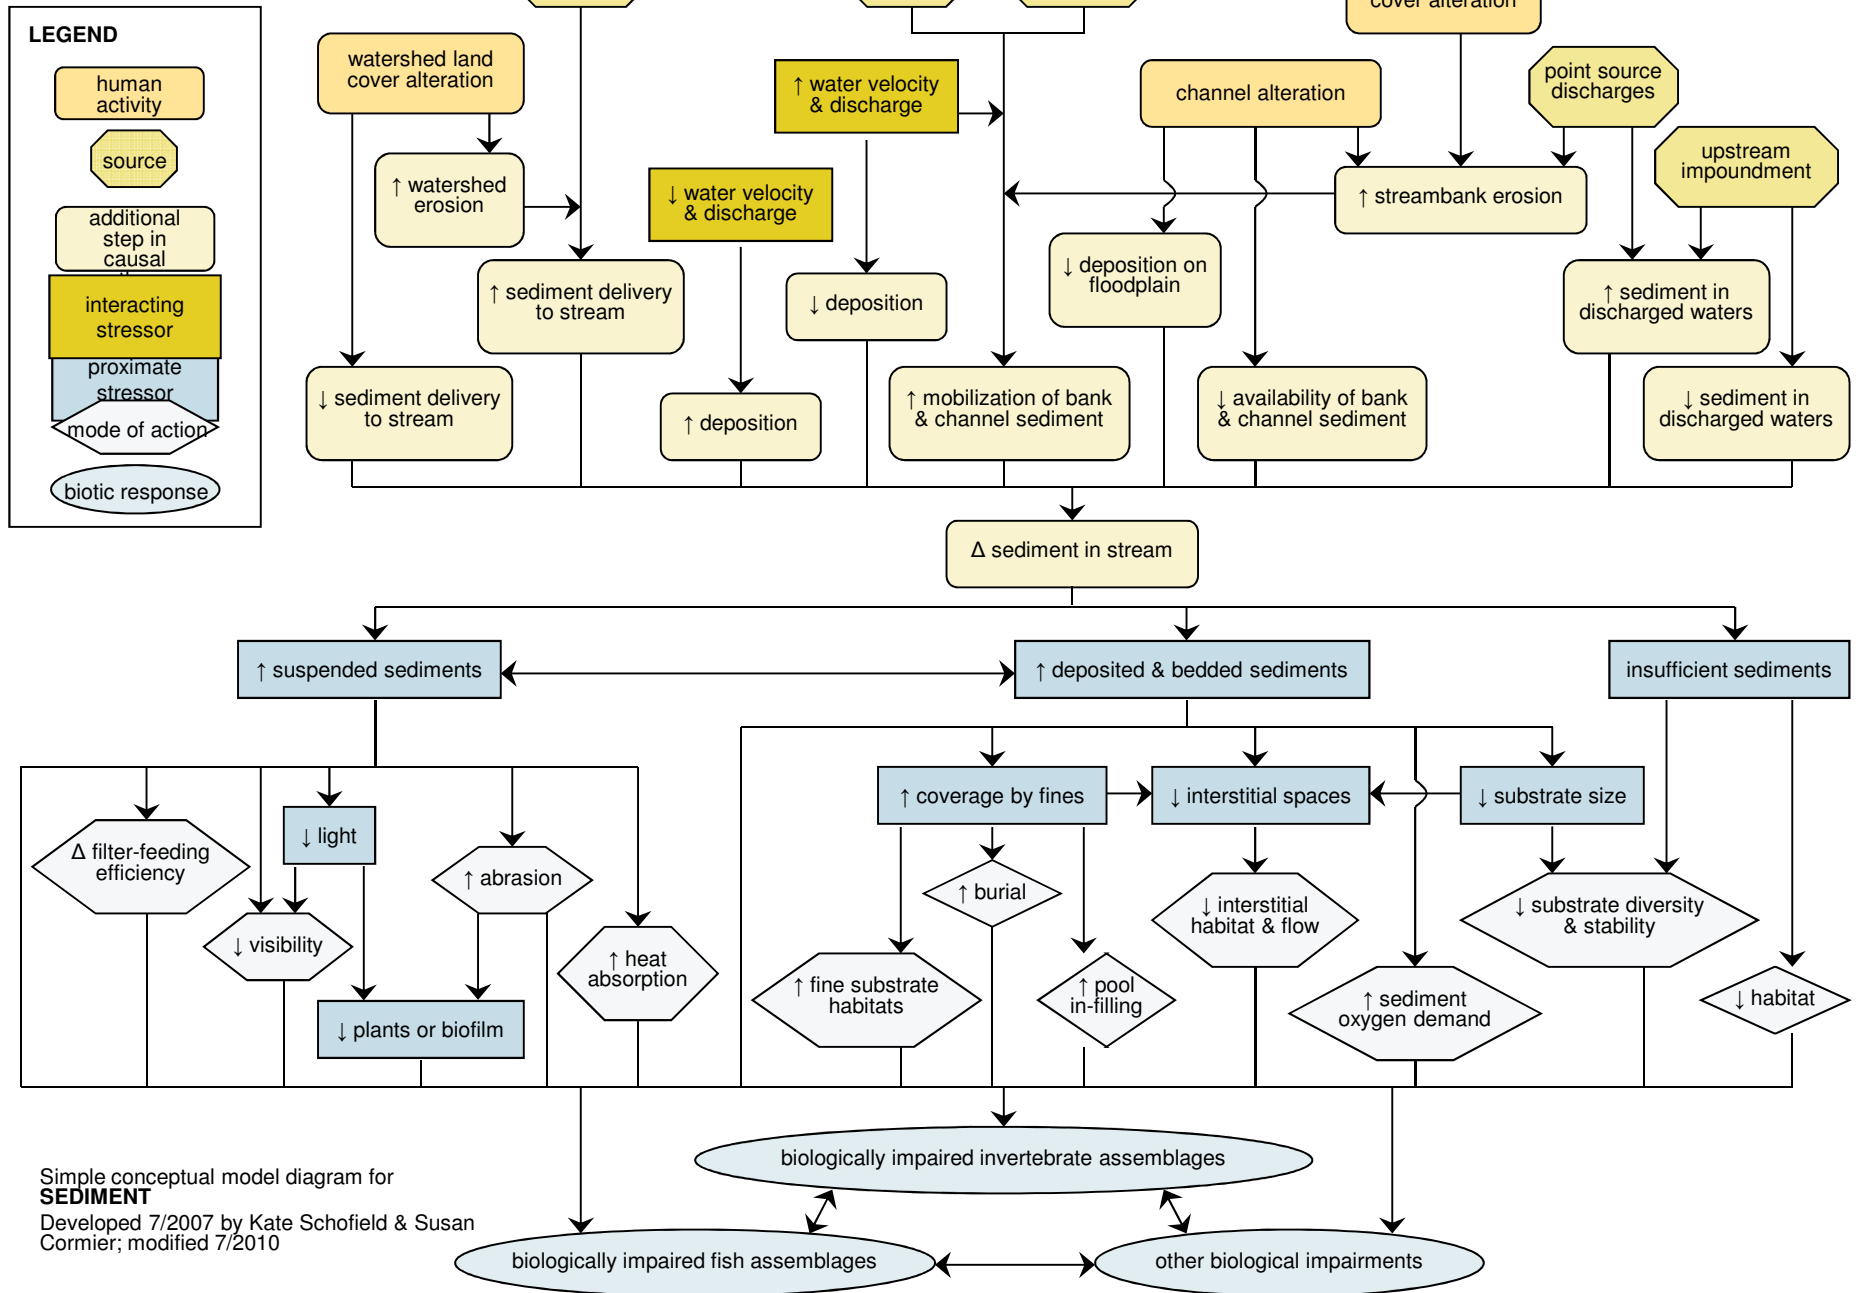 cover alteration
LEGEND
human
activity
source
additional
step in
causal
interacting
stressor
proximate
stressor
mode of action
biotic response
watershed land
cover alteration
↑ water velocity
& discharge
channel alteration
point source
discharges
upstream
impoundment
↑ watershed
erosion
↓ water velocity
& discharge
↑ streambank erosion
↑ sediment delivery
to stream
↓ deposition
↓ deposition on
floodplain
↑ sediment in
discharged waters
↓ sediment delivery
to stream
↑ deposition
↑ mobilization of bank
& channel sediment
↓ availability of bank
& channel sediment
↓ sediment in
discharged waters
Δ sediment in stream
↑ suspended sediments
↑ deposited & bedded sediments
insufficient sediments
↑ coverage by fines
↓ interstitial spaces
↓ substrate size
Δ filter-feeding
efficiency
↓ light
↑ abrasion
↑ burial
↓ interstitial
habitat & flow
↓ substrate diversity
& stability
↓ visibility
↑ heat
absorption
↑ fine substrate
habitats
↑ pool
in-filling
↑ sediment
oxygen demand
↓ habitat
↓ plants or biofilm
biologically impaired invertebrate assemblages
biologically impaired fish assemblages
other biological impairments
Simple conceptual model diagram for
SEDIMENT
Developed 7/2007 by Kate Schofield & Susan
Cormier; modified 7/2010